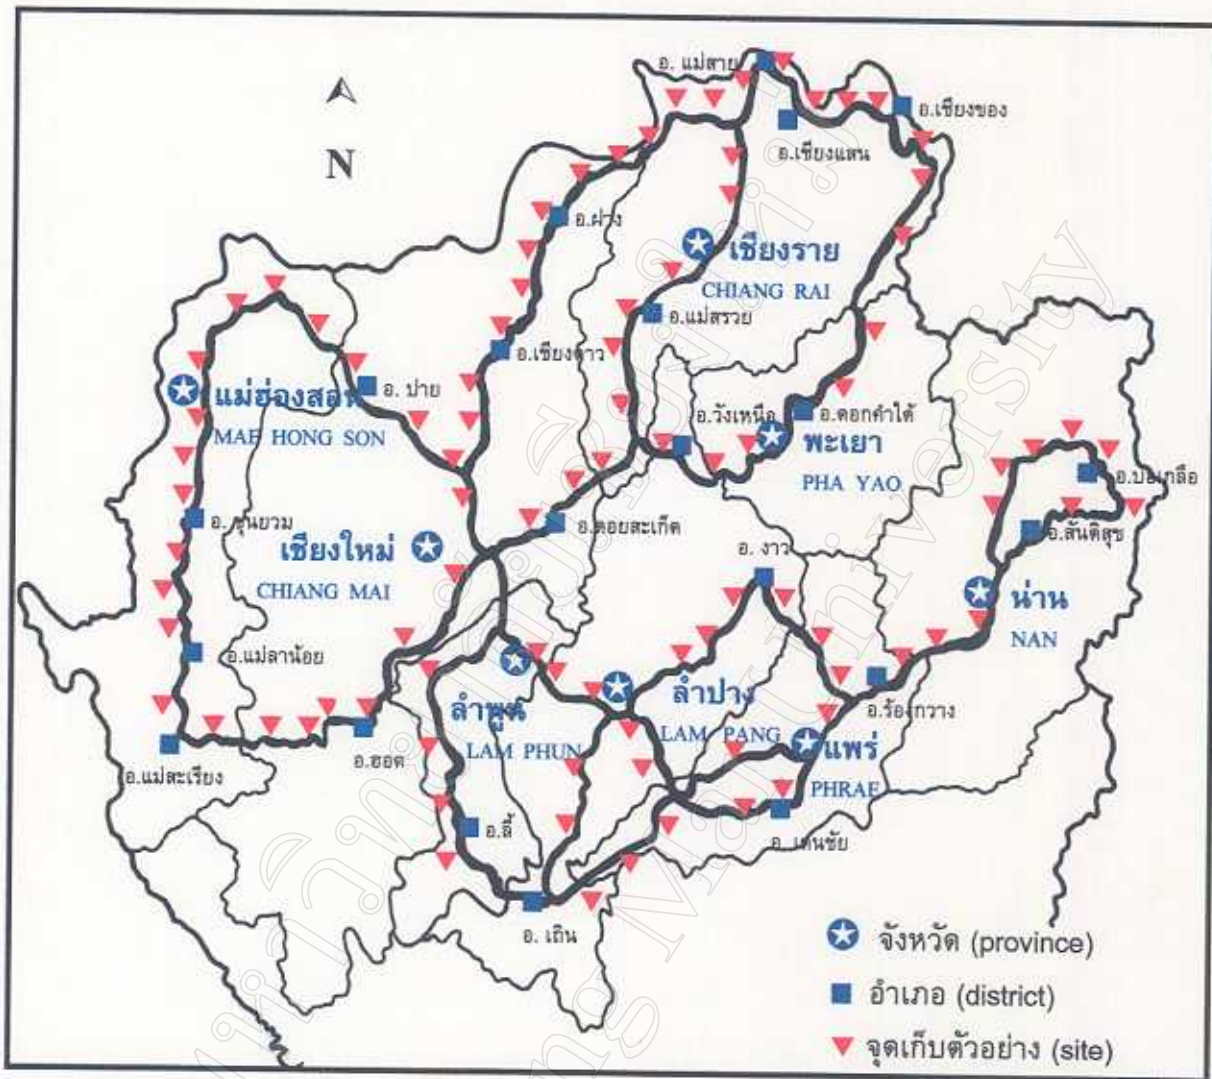 อ. แม่สาย
อ.เชียงของ
อ.เชียงแสน
N
อ.ฝาง
เชียงราย
CHIANG RAI
อ.แม่สรวย
อ.เชียงดาว
อ. ปาย
แม่ฮ่องสอน
MAE HONG SON
อ.วังเหนือ
อ.ดอกคำใต้
พะเยา
PHA YAO
อ.บ่อเกลือ
อ. ขุนยวม
อ.ดอยสะเก็ด
อ.สันติสุข
เชียงใหม่
CHIANG MAI
อ. งาว
น่าน
NAN
อ.แม่ลาน้อย
ลำพูน
LAM PHUN
ลำปาง
LAM PANG
อ.ร้องกวาง
แพร่
PHRAE
อ.แม่สะเรียง
อ.ฮอด
อ.ลี้
อ. เด่นชัย
อ. เถิน
จังหวัด (province)
อำเภอ (district)
จุดเก็บตัวอย่าง (site)